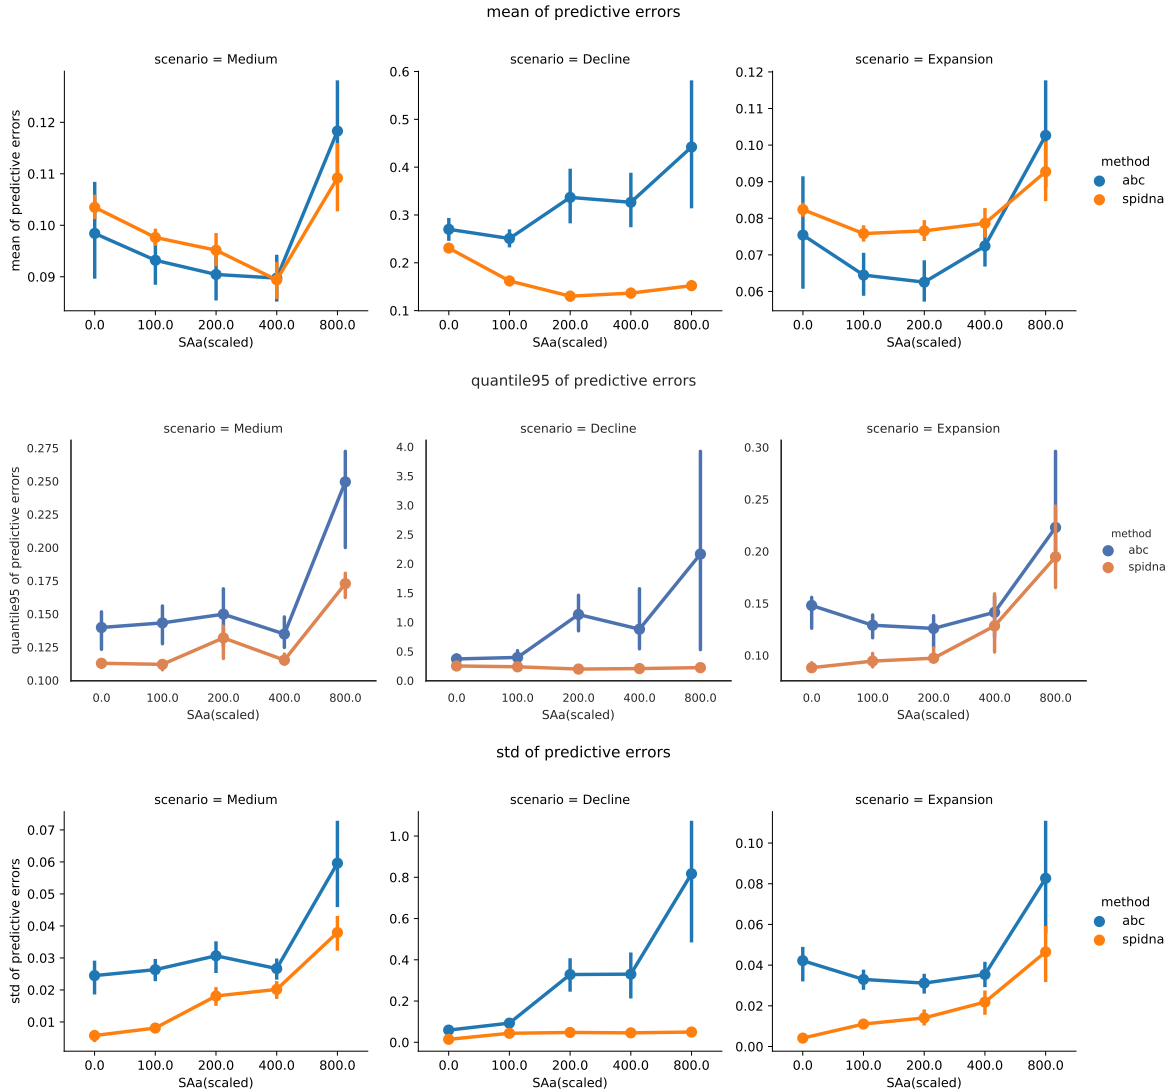 mean of predictive errors
scenario = Medium
scenario = Decline
scenario = Expansion
mean of predictive errors
0.12
0.11
0.10
0.09
0.0 100.0 200.0 400.0 800.0
SAa(scaled)
0.6
0.5
0.4
0.3
0.2
0.1
0.0 100.0 200.0 400.0 800.0
SAa(scaled)
0.12
0.11
0.10
0.09
0.08
0.07
0.06
0.0 100.0 200.0 400.0 800.0
SAa(scaled)
method
abc
spidna
quantile95 of predictive errors
scenario = Medium
scenario = Decline
scenario = Expansion
quantile95 of predictive errors
0.275
0.250
0.225
0.200
0.175
0.150
0.125
0.100
0.0 100.0 200.0 400.0 800.0
SAa(scaled)
4.0
3.5
3.0
2.5
2.0
1.5
1.0
0.5
0.0
0.0 100.0 200.0 400.0 800.0
SAa(scaled)
0.30
0.25
0.20
0.15
0.10
0.0 100.0 200.0 400.0 800.0
SAa(scaled)
method
abc
spidna
std of predictive errors
scenario = Medium
scenario = Decline
scenario = Expansion
std of predictive errors
0.07
0.06
0.05
0.04
0.03
0.02
0.01
0.0 100.0 200.0 400.0 800.0
SAa(scaled)
1.0
0.8
0.6
0.4
0.2
0.0
0.0 100.0 200.0 400.0 800.0
SAa(scaled)
0.10
0.08
0.06
0.04
0.02
0.00
0.0 100.0 200.0 400.0 800.0
SAa(scaled)
method
abc
spidna